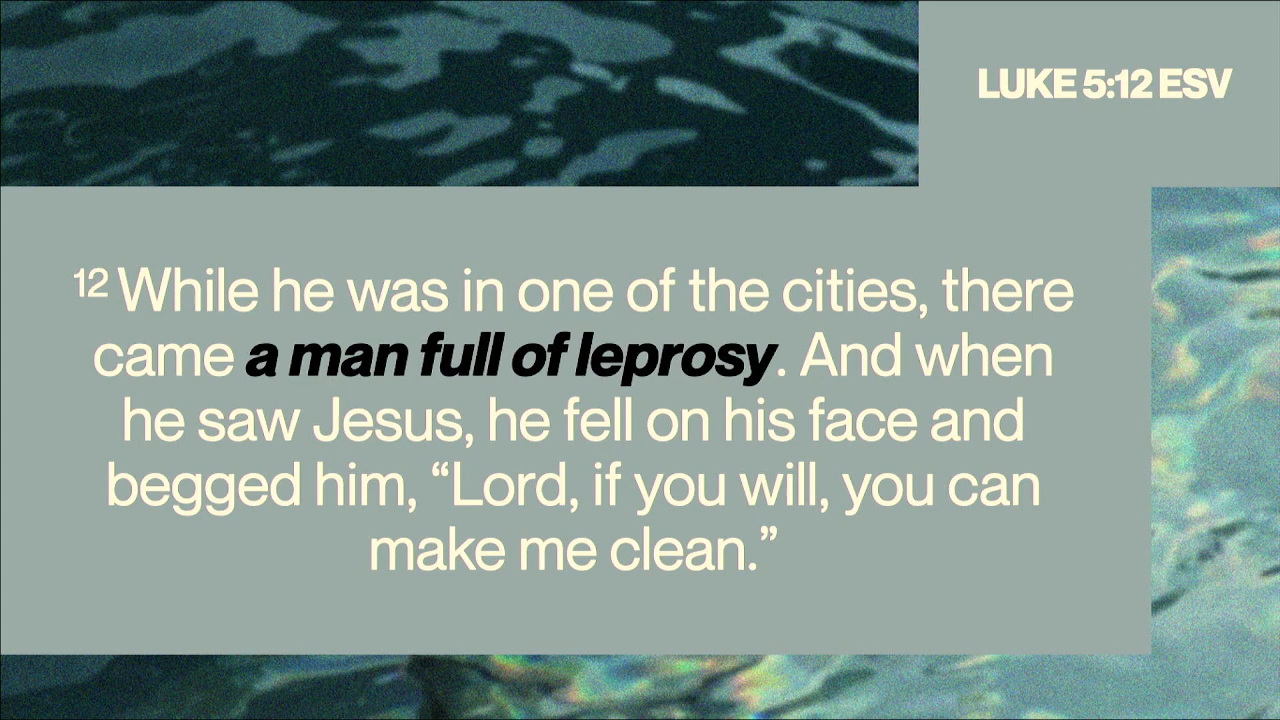 LUKE 5:12 ESV
12 While he was in one of the cities, there
came a man full of leprosy. And when
he saw Jesus, he fell on his face and
begged him, “Lord, if you will, you can
make me clean.”